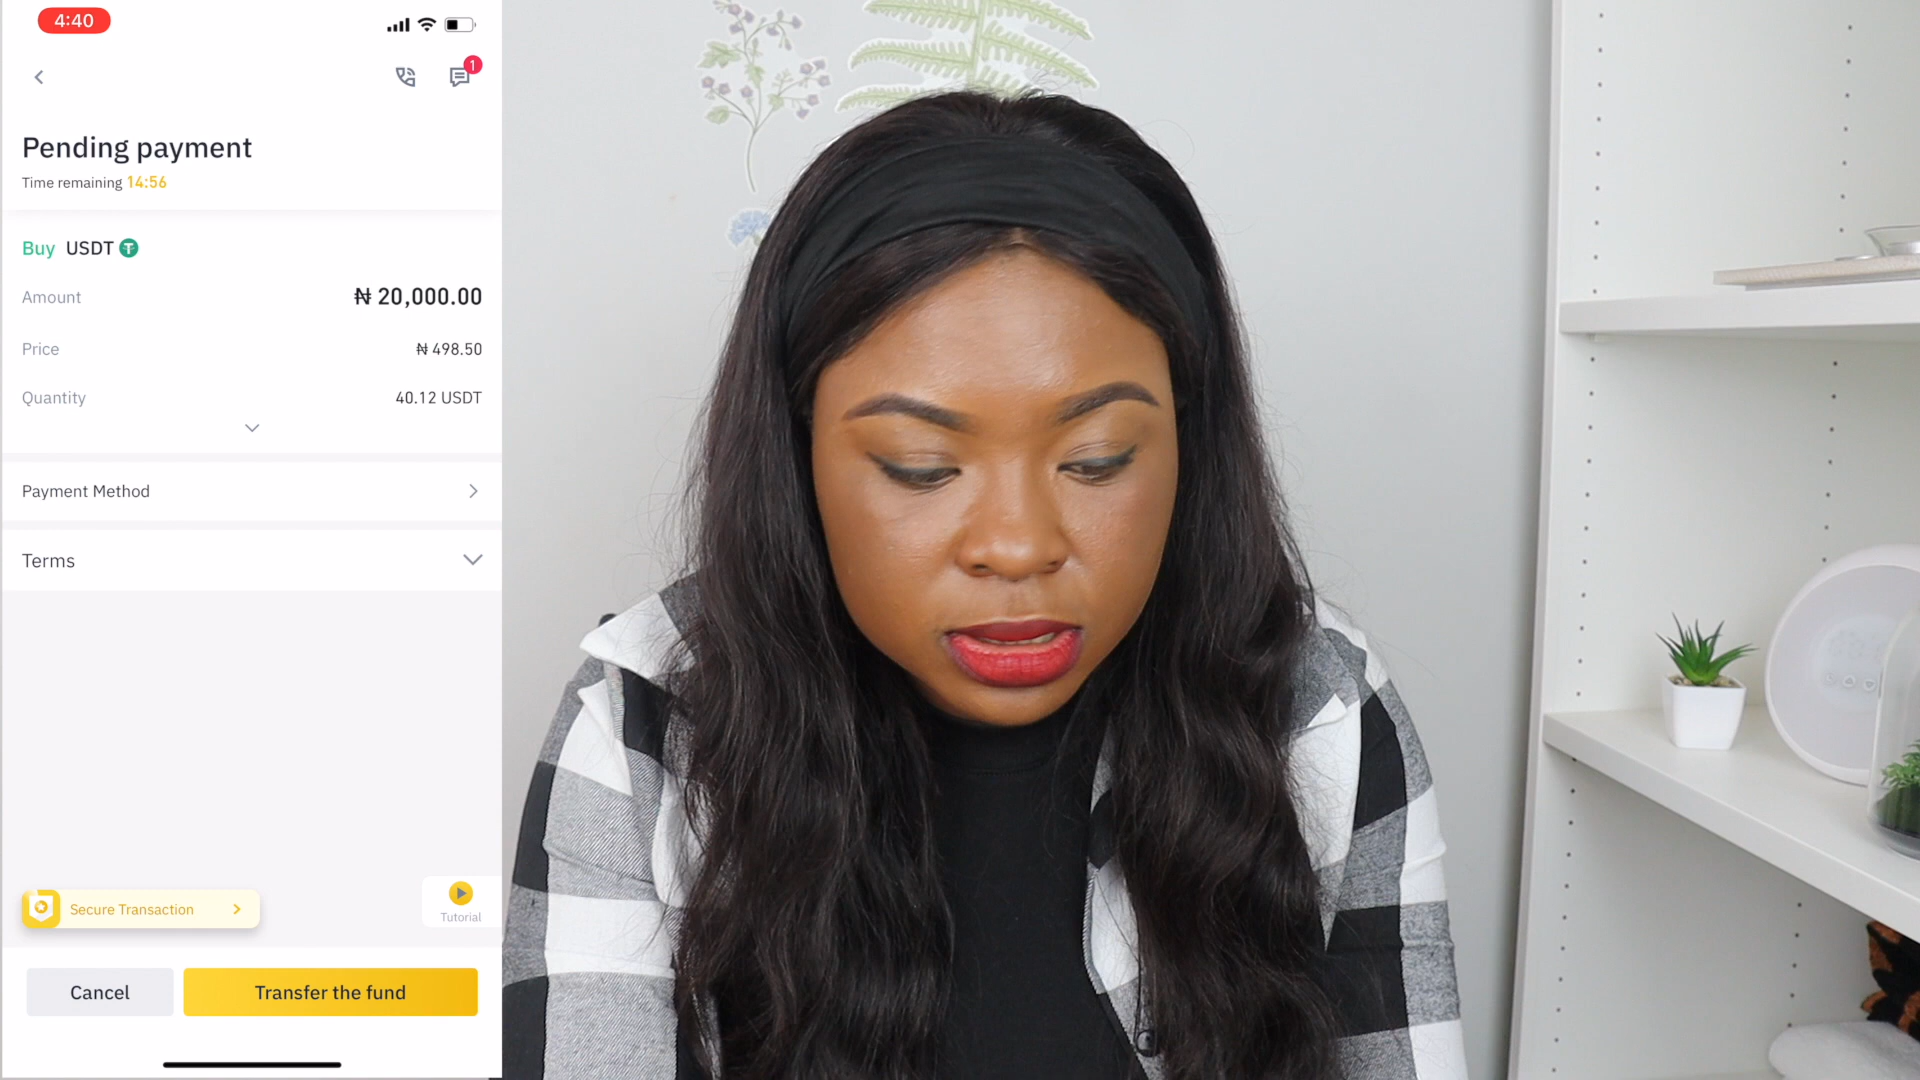 4:40
1
Pending payment
Time remaining 14:56
Buy USDT
Amount ₦ 20,000.00
Price ₦ 498.50
Quantity 40.12 USDT
Payment Method
Terms
Secure Transaction
Tutorial
Cancel
Transfer the fund